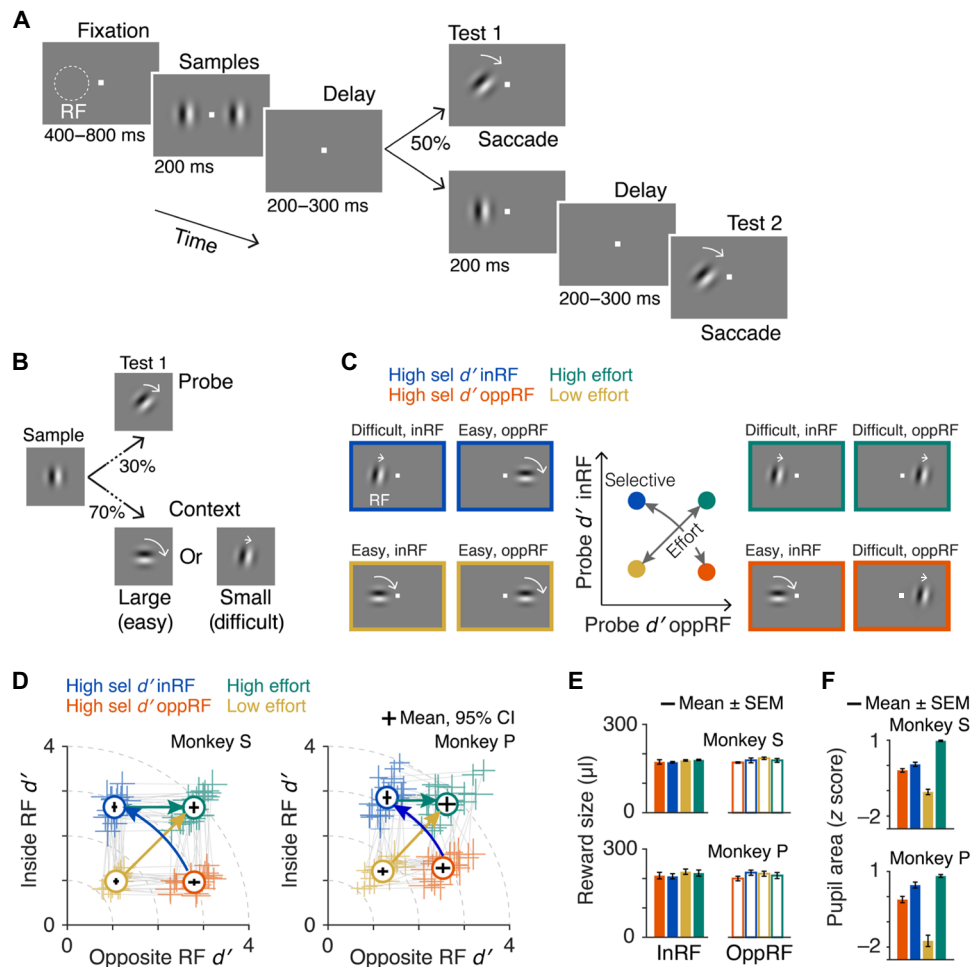 A
Fixation
RF
400–800 ms
Samples
200 ms
Delay
200–300 ms
Time
50%
Test 1
Saccade
200 ms
Delay
200–300 ms
Test 2
Saccade
B
Sample
Test 1
Probe
30%
70%
Context
Or
Large
(easy)
Small
(difficult)
C
High sel d′ inRF
High effort
High sel d′ oppRF
Low effort
Difficult, inRF
Easy, oppRF
RF
Easy, inRF
Easy, oppRF
Probe d′ inRF
Selective
Effort
Probe d′ oppRF
Difficult, inRF
Difficult, oppRF
Easy, inRF
Difficult, oppRF
D
High sel d′ inRF
High effort
High sel d′ oppRF
Low effort
Mean, 95% CI
Monkey S
Monkey P
Inside RF d′
4
0
0
4
Opposite RF d′
Inside RF d′
4
0
0
4
Opposite RF d′
E
Mean ± SEM
Reward size (µl)
300
0
Monkey S
300
0
Monkey P
InRF
OppRF
F
Mean ± SEM
Pupil area (z score)
Monkey S
1
−2
Monkey P
1
−2